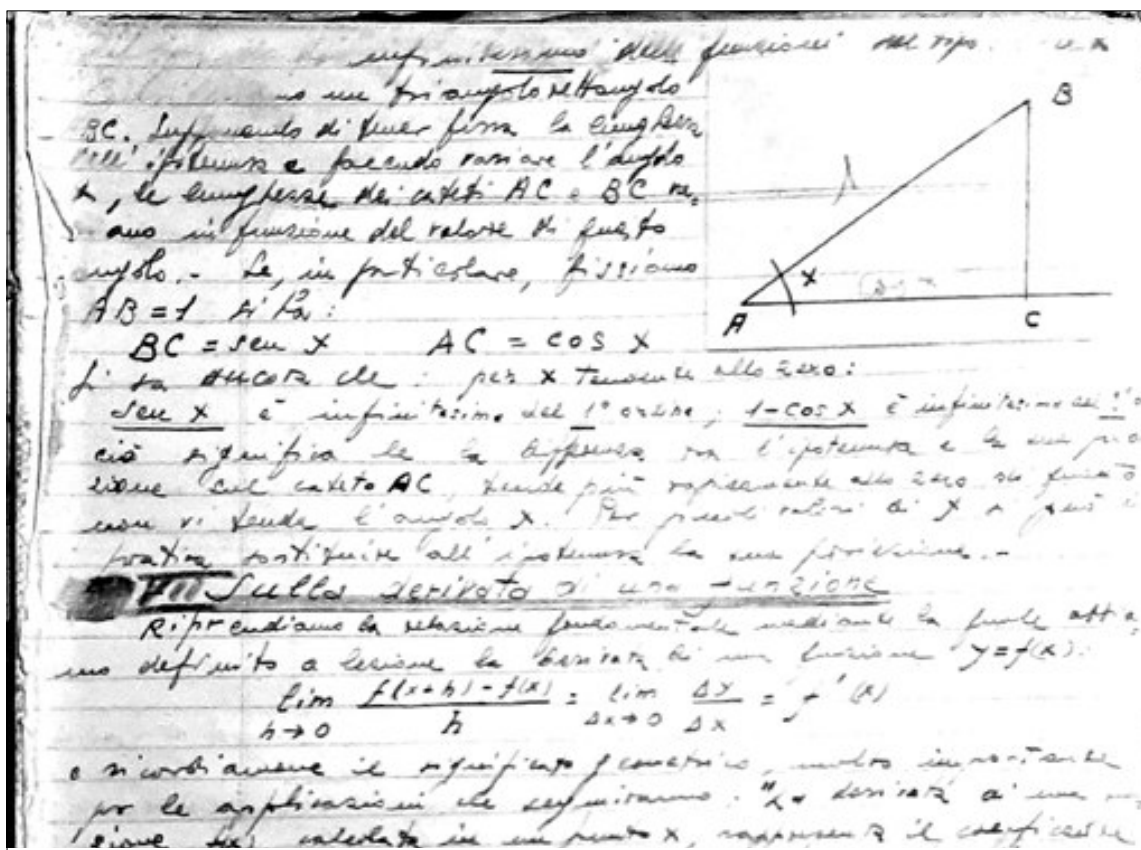 infinitesimo delle funzioni del tipo
un triangolo rettangolo
BC. Supponendo di tener fissa la lunghezza
dell'ipotenusa e facendo variare l'angolo
x, le lunghezze dei cateti AC e BC va,
ano in funzione del valore di questo
angolo. - Se, in particolare, fissiamo
AB = 1 si ha:
BC = sen x AC = cos x
Si sa ancora che: per x tendente allo zero:
sen x è infinitesimo del 1° ordine; 1-cos x è infinitesimo del
ciò significa che la differenza tra l'ipotenusa e la sua
zione sul cateto AC, tende più rapidamente allo zero di quanto
non vi tenda l'angolo x. Per piccoli valori di x si può
pratica sostituire all'ipotenusa la sua proiezione. -
Sulla derivata di una funzione
Riprendiamo la relazione fondamentale mediante la quale abbia,
mo definito a lezione la derivata di una funzione y=f(x):
lim h→0 f(x+h)-f(x) / h = lim Δx→0 Δy / Δx = f'(x)
e ricordiamone il significato geometrico, molto importante
per le applicazioni che seguiranno: "La derivata di una
zione f(x) calcolata in un punto x, rappresenta il coefficiente
B
x
A
C